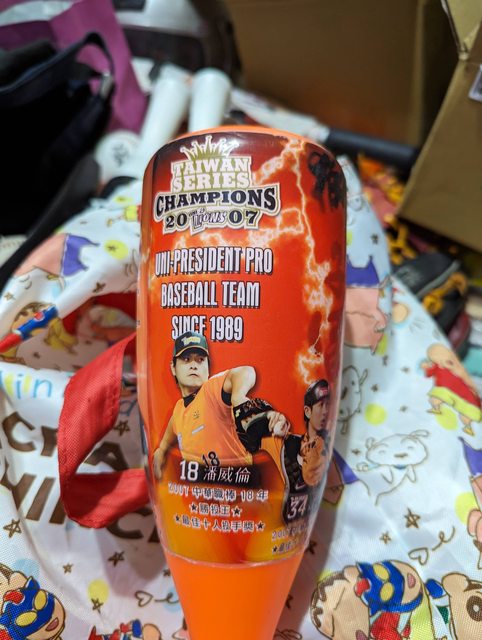 TAIWAN
SERIES
CHAMPIONS
20 Lions 07
UNI-PRESIDENT PRO
BASEBALL TEAM
SINCE 1989
18 潘威倫
18
2007 中華職棒 18 年
★勝投王★
★最佳十人投手獎★
34